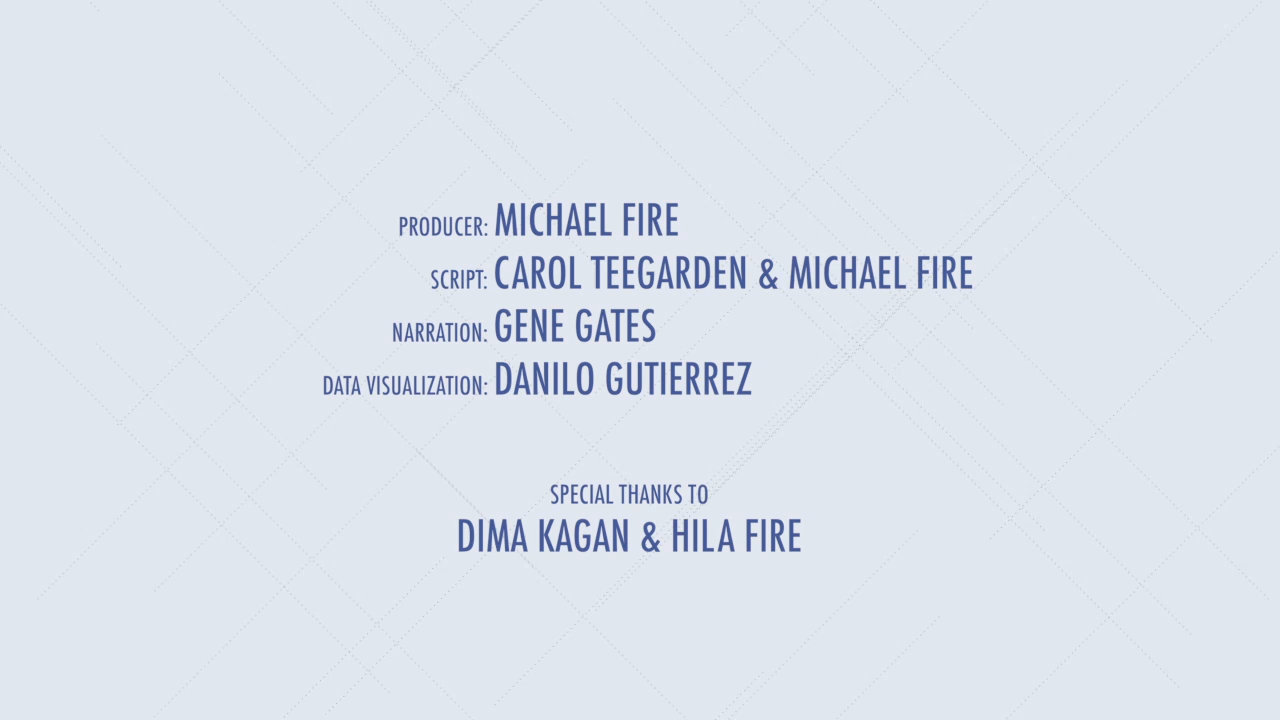 PRODUCER: MICHAEL FIRE
SCRIPT: CAROL TEEGARDEN & MICHAEL FIRE
NARRATION: GENE GATES
DATA VISUALIZATION: DANILO GUTIERREZ
SPECIAL THANKS TO
DIMA KAGAN & HILA FIRE